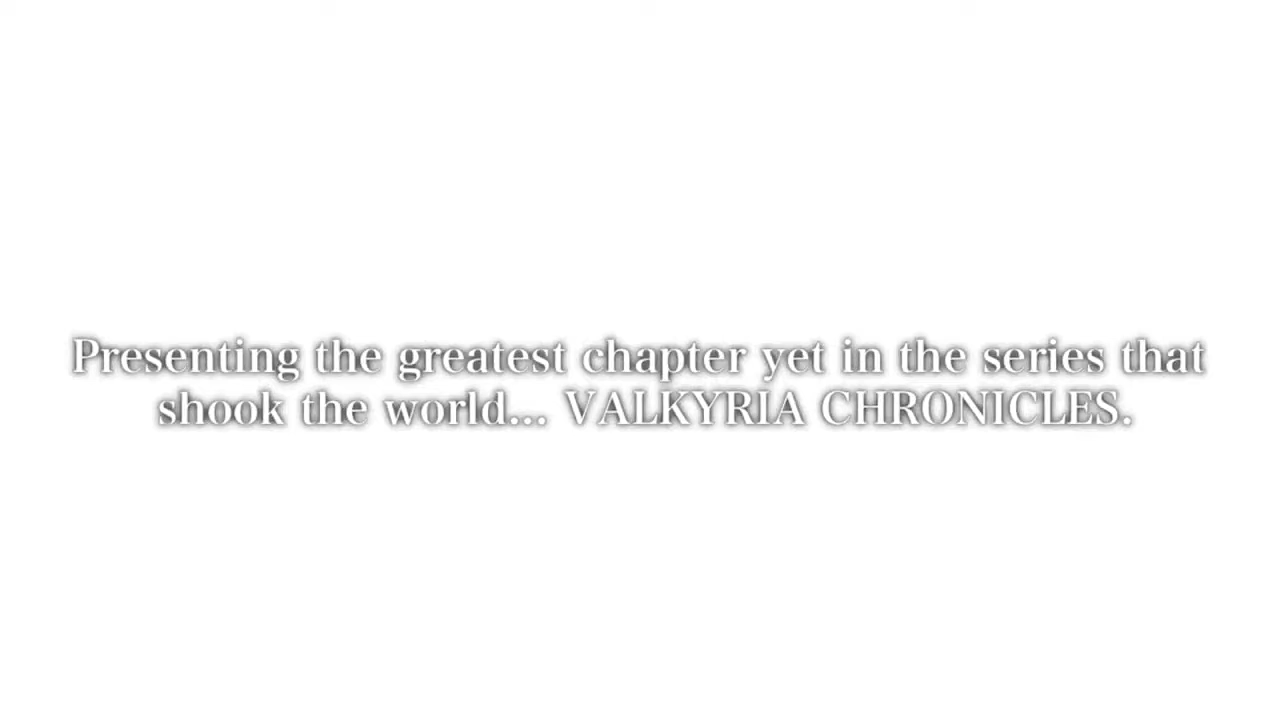 Presenting the greatest chapter yet in the series that
shook the world... VALKYRIA CHRONICLES.